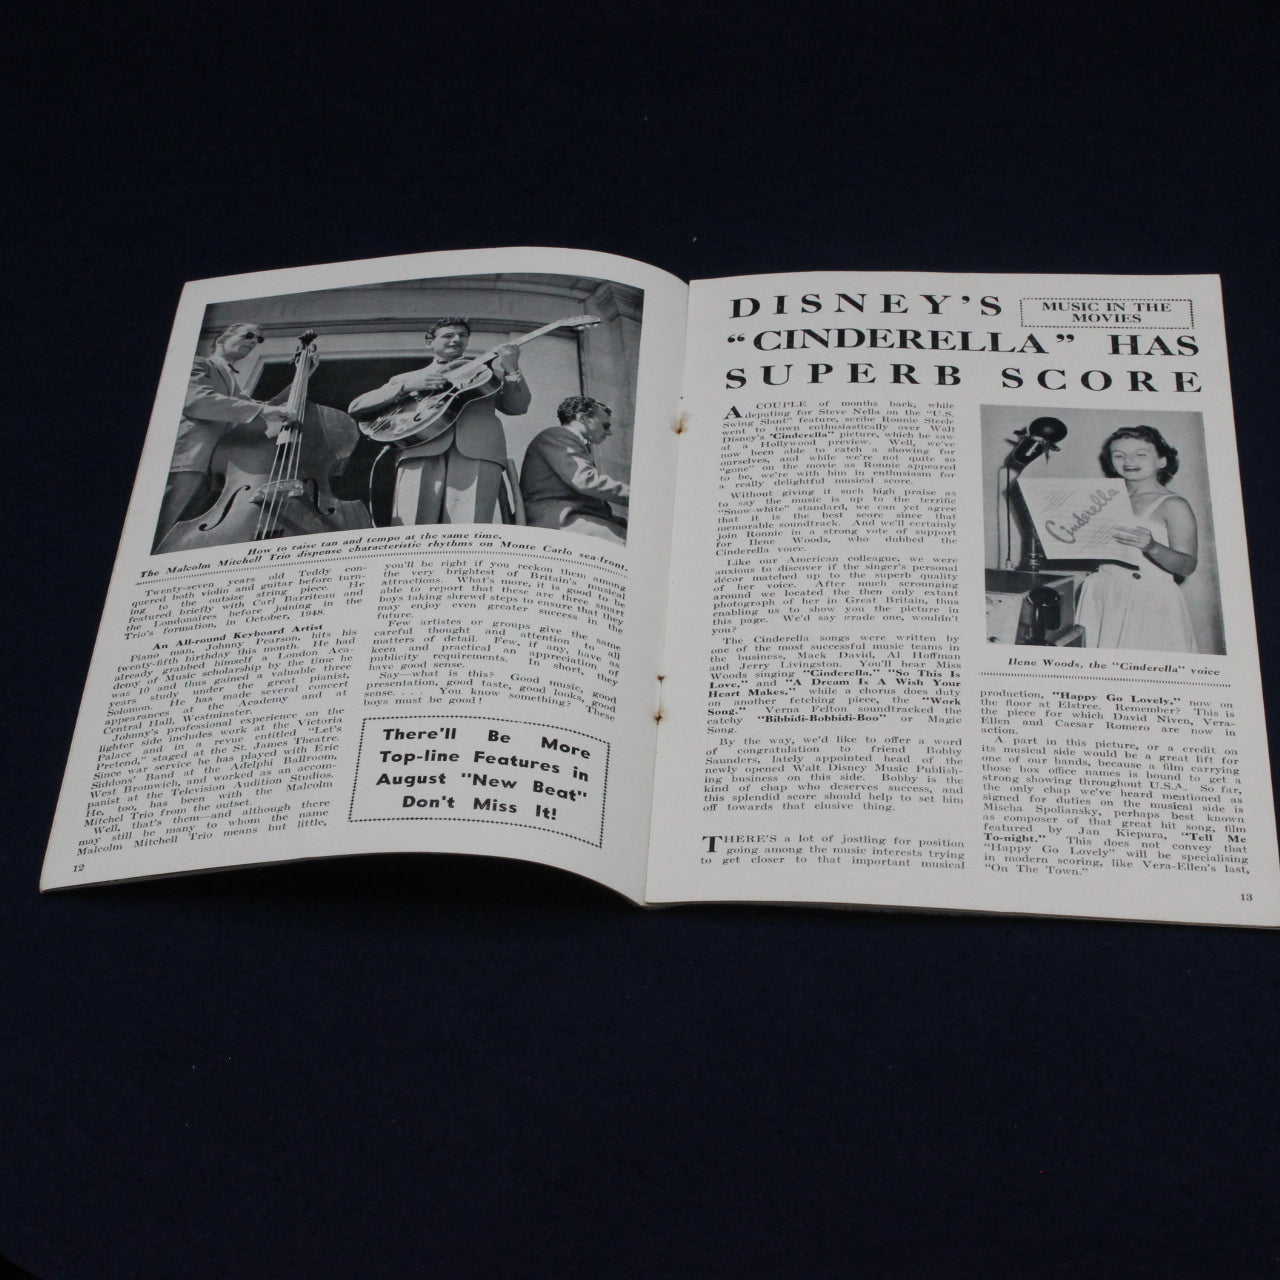 How to raise tan and tempo at the same time.
The Malcolm Mitchell Trio dispense characteristic rhythms on Monte Carlo sea-front.
Twenty-seven years old Teddy con-
quered both violin and guitar before turn-
ing to the outsize string piece. He
featured briefly with Carl Barriteau and
the Londonaires before joining in the
Trio's formation, in October, 1948.
An All-round Keyboard Artist
Piano man, Johnny Pearson, hits his
twenty-fifth birthday this month. He had
already grabbed himself a London Aca-
demy of Music scholarship by the time he
was 10 and thus gained a valuable three
years study under the great pianist,
Solomon. He has made several concert
appearances at the Academy and at
Central Hall, Westminster.
Johnny's professional experience on the
lighter side includes work at the Victoria
Palace and in a revue entitled "Let's
Pretend," staged at the St. James Theatre.
Since war service he has played with Eric
Siddons' Band at the Adelphi Ballroom,
West Bromwich, and worked as an accom-
panist at the Television Audition Studios.
He, too, has been with the Malcolm
Mitchel Trio from the outset.
Well, that's them—and although there
may still be many to whom the name
Malcolm Mitchell Trio means but little,
12
you'll be right if you reckon them among
the very brightest of Britain's musical
attractions. What's more, it is good to be
able to report that these are three smart
boys taking shrewd steps to ensure that they
may enjoy even greater success in the
future.
Few artistes or groups give the same
careful thought and attention to all
matters of detail. Few, if any, have as
keen and practical an appreciation of
publicity requirements. In short, they
have good sense.
Say—what is this? Good music, good
presentation, good taste, good looks, good
sense. . . . You know something? These
boys must be good!
There'll Be More
Top-line Features in
August "New Beat"
Don't Miss It!
DISNEY'S
MUSIC IN THE
MOVIES
"CINDERELLA" HAS
SUPERB SCORE
A COUPLE of months back, while
deputing for Steve Nella on the "U.S.
Swing Slant" feature, scribe Ronnie Steele
went to town enthusiastically over Walt
Disney's "Cinderella" picture, which he saw
at a Hollywood preview. Well, we've
now been able to catch a showing for
ourselves, and while we're not quite so
"gone" on the movie as Ronnie appeared
to be, we're with him in enthusiasm for
a really delightful musical score.
Without giving it such high praise as
to say the music is up to the terrific
"Snow-white" standard, we can yet agree
that it is the best score since that
memorable soundtrack. And we'll certainly
join Ronnie in a strong vote of support
for Ilene Woods, who dubbed the
Cinderella voice.
Like our American colleague, we were
anxious to discover if the singer's personal
décor matched up to the superb quality
of her voice. After much scrounging
around we located the then only extant
photograph of her in Great Britain, thus
enabling us to show you the picture in
this page. We'd say grade one, wouldn't
you?
The Cinderella songs were written by
one of the most successful music teams in
the business, Mack David, Al Hoffman
and Jerry Livingston. You'll hear Miss
Woods singing "Cinderella," "So This Is
Love," and "A Dream Is A Wish Your
Heart Makes," while a chorus does duty
on another fetching piece, the "Work
Song." Verna Felton soundtracked the
catchy "Bibbidi-Bobbidi-Boo" or Magic
Song.
By the way, we'd like to offer a word
of congratulation to friend Bobby
Saunders, lately appointed head of the
newly opened Walt Disney Music Publish-
ing business on this side. Bobby is the
kind of chap who deserves success, and
this splendid score should help to set him
off towards that elusive thing.
THERE'S a lot of jostling for position
going among the music interests trying
to get closer to that important musical
Cinderella
Ilene Woods, the "Cinderella" voice
production, "Happy Go Lovely," now on
the floor at Elstree. Remember? This is
the piece for which David Niven, Vera-
Ellen and Caesar Romero are now in
action.
A part in this picture, or a credit on
its musical side would be a great lift for
one of our bands, because a film carrying
those box office names is bound to get a
strong showing throughout U.S.A. So far,
the only chap we've heard mentioned as
signed for duties on the musical side is
Mischa Spoliansky, perhaps best known
as composer of that great hit song, film
featured by Jan Kiepura, "Tell Me
To-night." This does not convey that
"Happy Go Lovely" will be specialising
in modern scoring, like Vera-Ellen's last,
"On The Town."
13